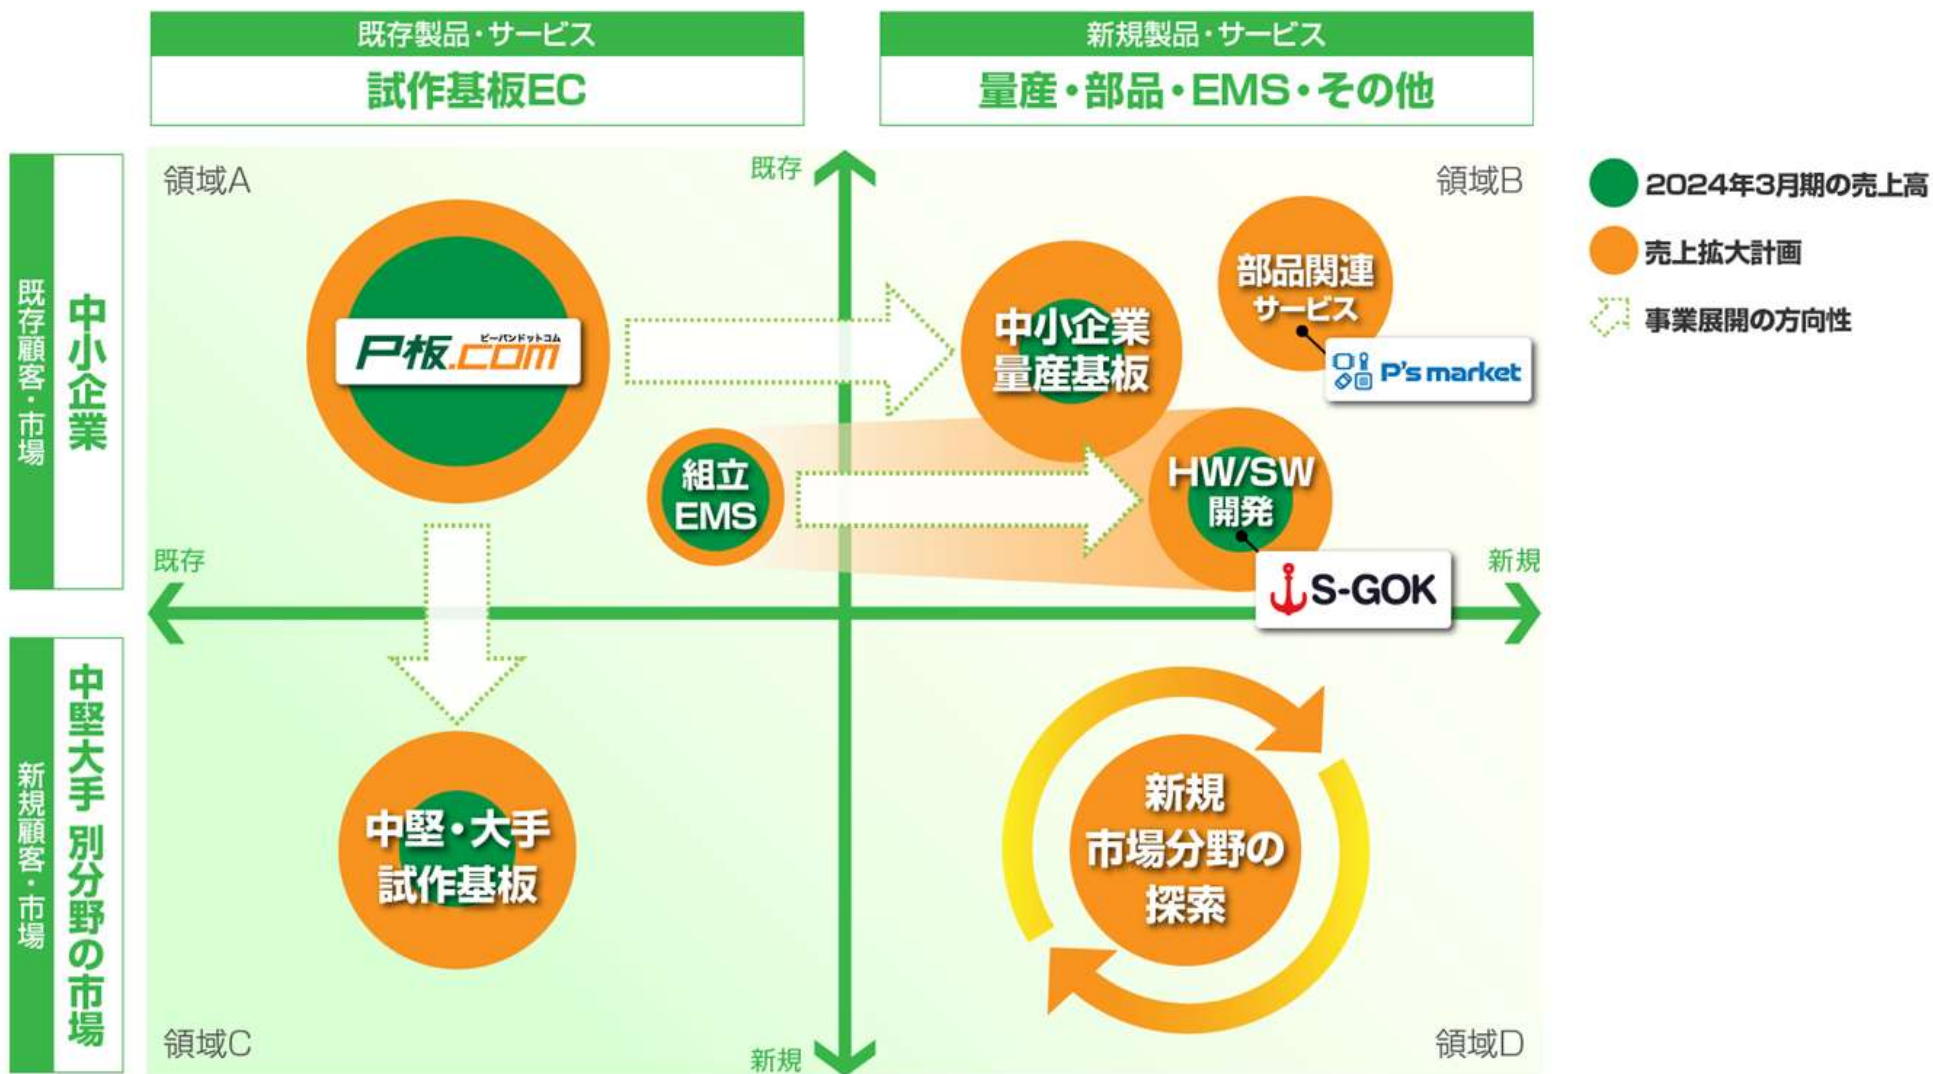 既存製品・サービス
試作基板EC
新規製品・サービス
量産・部品・EMS・その他
既存顧客・市場
中小企業
新規顧客・市場
中堅大手 別分野の市場
領域A
既存
領域B
P板.com
ピーバンドットコム
中小企業
量産基板
部品関連
サービス
P's market
組立
EMS
HW/SW
開発
S-GOK
既存
新規
中堅・大手
試作基板
新規
市場分野の
探索
領域C
新規
領域D
2024年3月期の売上高
売上拡大計画
事業展開の方向性